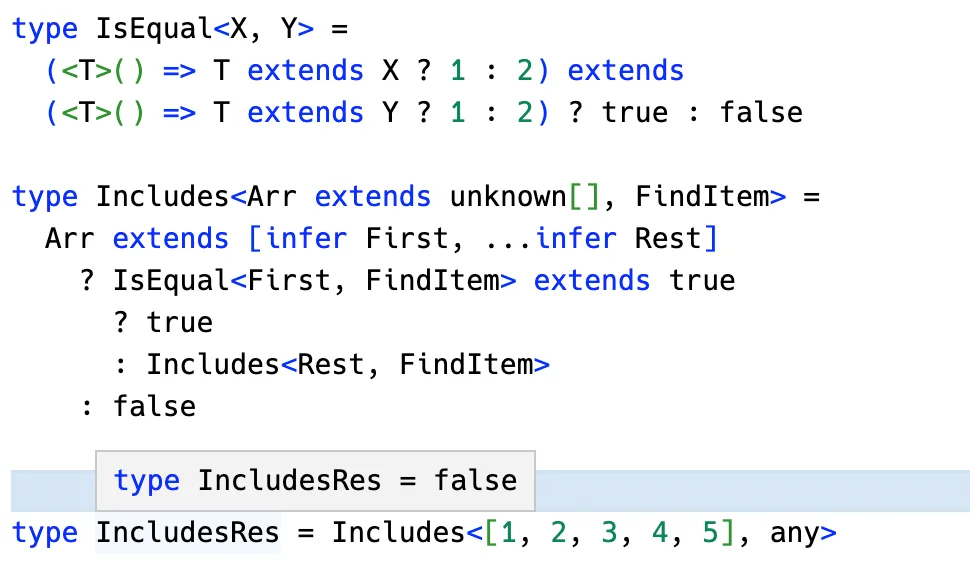 type IsEqual<X, Y> =
  (<T>() => T extends X ? 1 : 2) extends
  (<T>() => T extends Y ? 1 : 2) ? true : false

type Includes<Arr extends unknown[], FindItem> =
  Arr extends [infer First, ...infer Rest]
    ? IsEqual<First, FindItem> extends true
      ? true
      : Includes<Rest, FindItem>
    : false

type IncludesRes = false
type IncludesRes = Includes<[1, 2, 3, 4, 5], any>